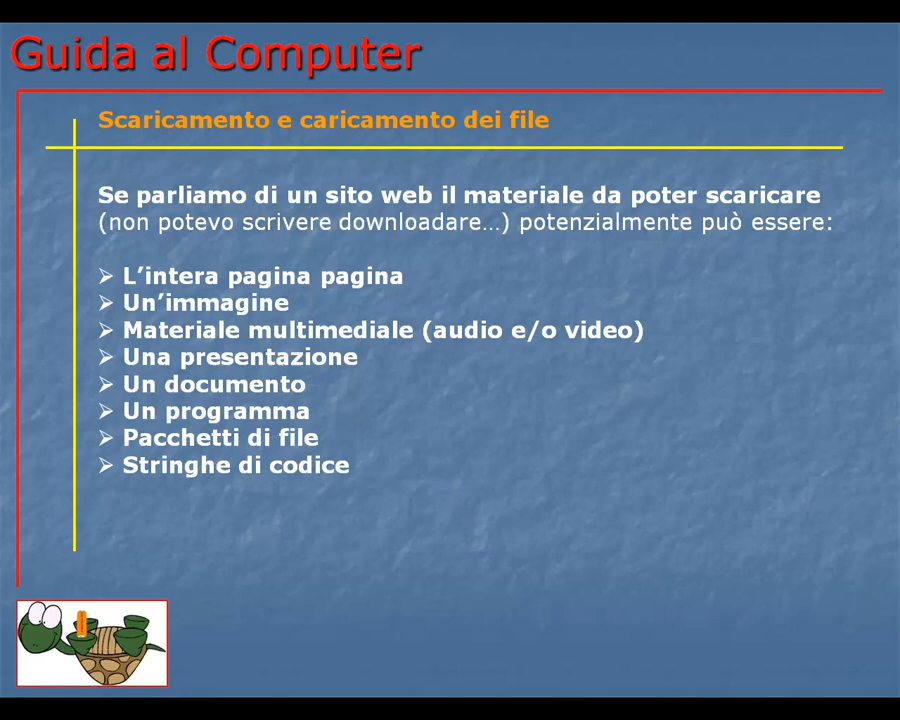 Guida al Computer
Scaricamento e caricamento dei file
Se parliamo di un sito web il materiale da poter scaricare
(non potevo scrivere downloadare…) potenzialmente può essere:
➢ L’intera pagina pagina
➢ Un’immagine
➢ Materiale multimediale (audio e/o video)
➢ Una presentazione
➢ Un documento
➢ Un programma
➢ Pacchetti di file
➢ Stringhe di codice